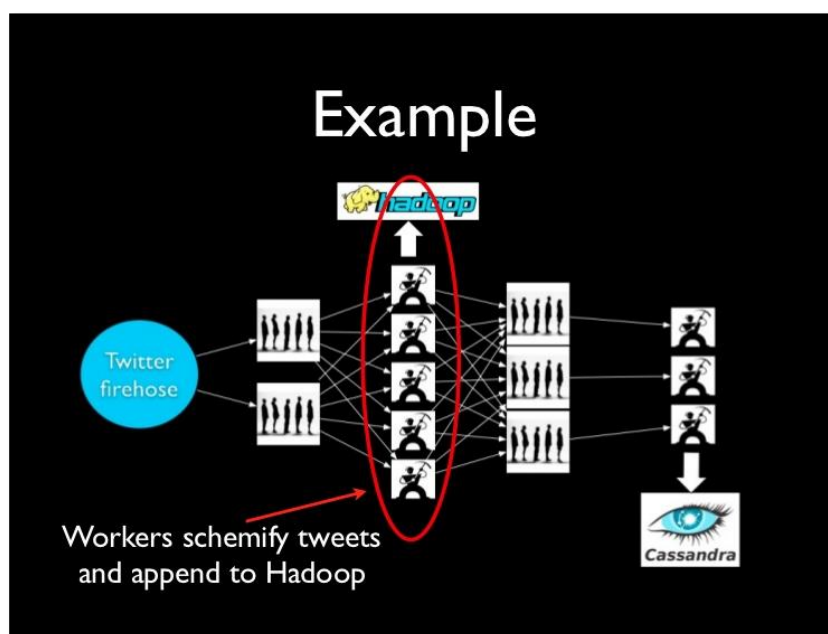 Example
hadoop
Twitter
firehose
Workers schemify tweets
and append to Hadoop
Cassandra